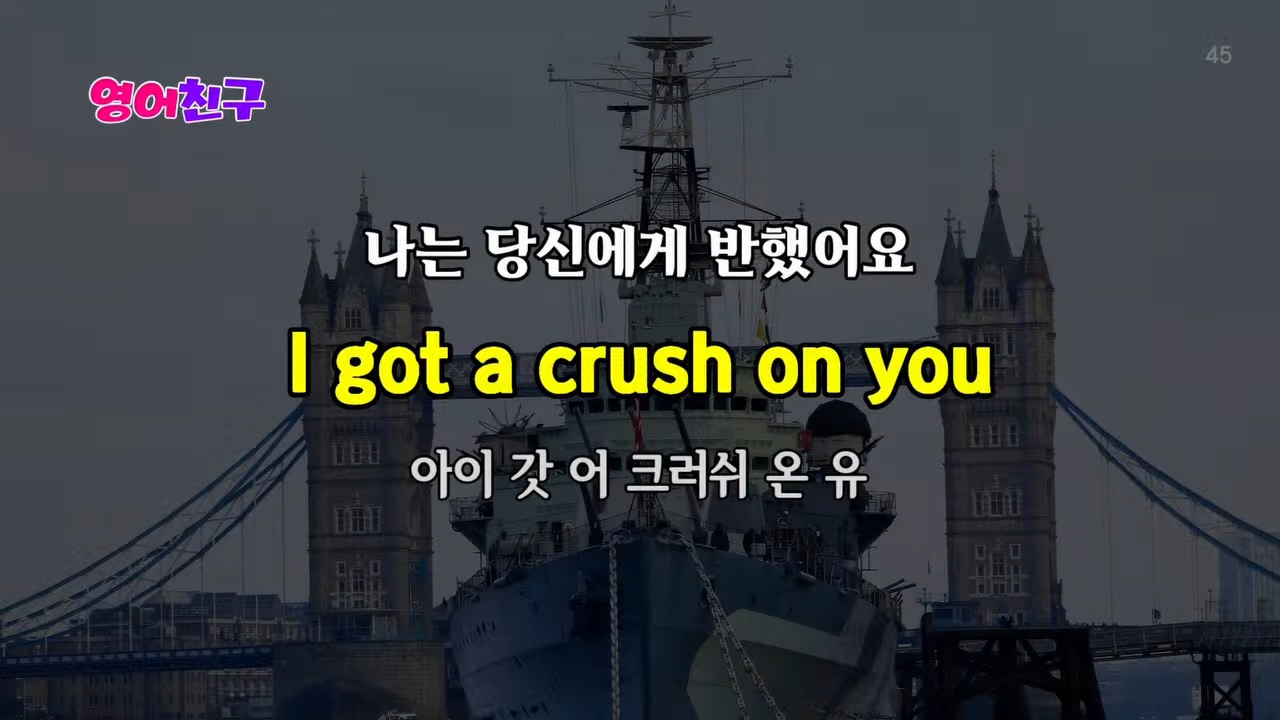 45
영어친구
나는 당신에게 반했어요
I got a crush on you
아이 갓 어 크러쉬 온 유